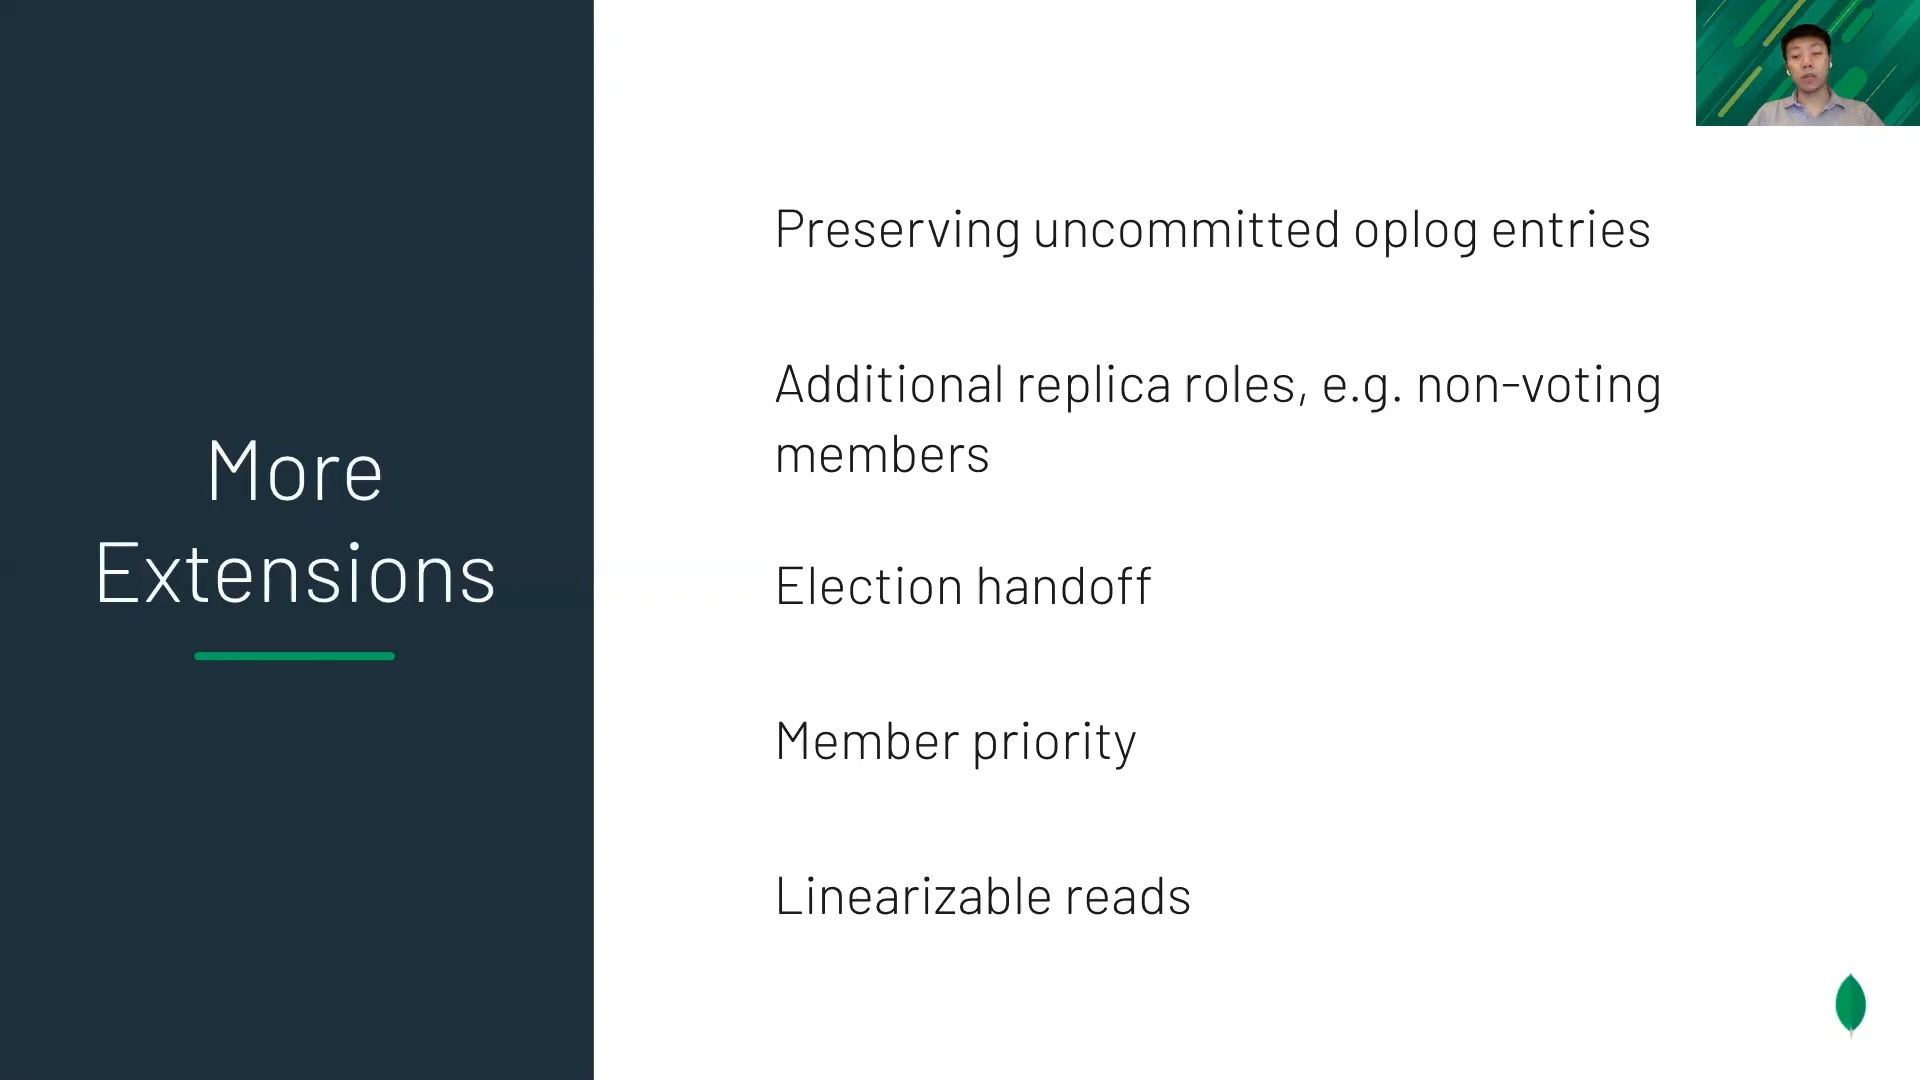 More
Extensions
Preserving uncommitted oplog entries
Additional replica roles, e.g. non-voting
members
Election handoff
Member priority
Linearizable reads